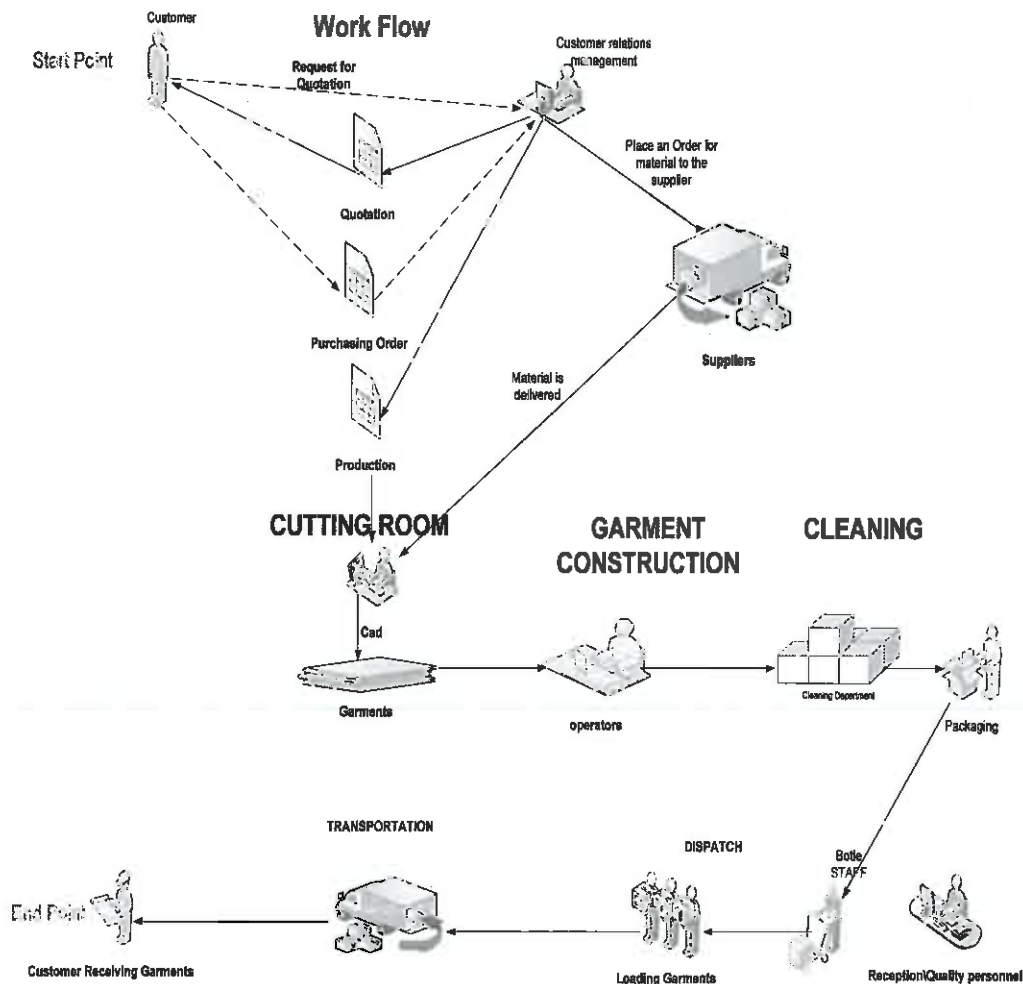 Customer
Work Flow
Start Point
Request for
Quotation
Customer relations
management
Place an Order for
material to the
supplier
Quotation
Purchasing Order
Suppliers
Material is
delivered
Production
CUTTING ROOM
GARMENT
CONSTRUCTION
CLEANING
Cad
Garments
operators
Cleaning Department
Packaging
TRANSPORTATION
DISPATCH
Botle
STAFF
End Point
Customer Receiving Garments
Loading Garments
Reception\Quality personnel